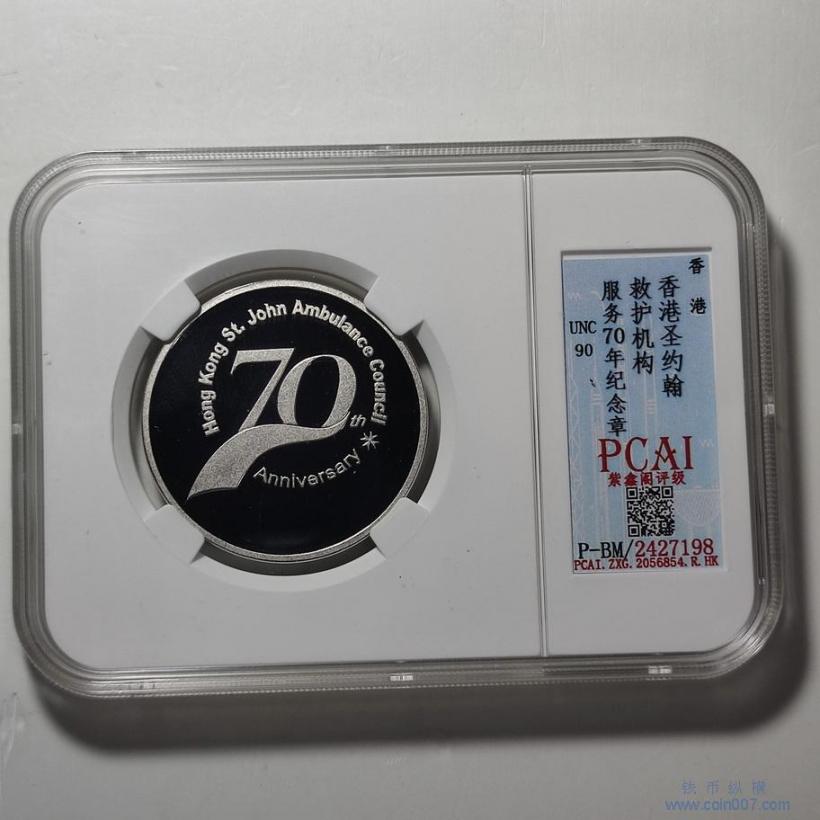 Hong Kong St. John Ambulance Council
70th
Anniversary
香港
香港圣约翰
救护机构
服务70年纪念章
UNC
90
PCAI
紫鑫阁评级
P-BM/2427198
PCAI.ZXG.2056854.R.HK
铁币纵横
www.coin007.com